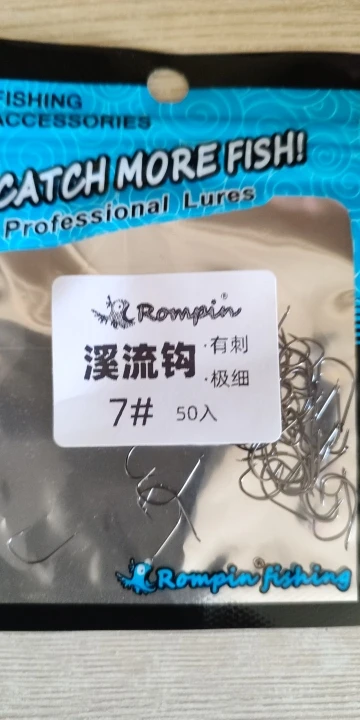 FISHING
ACCESSORIES
CATCH MORE FISH!
Professional Lures
Rompin®
溪流钩
·有刺
·极细
7# 50入
Rompin® fishing